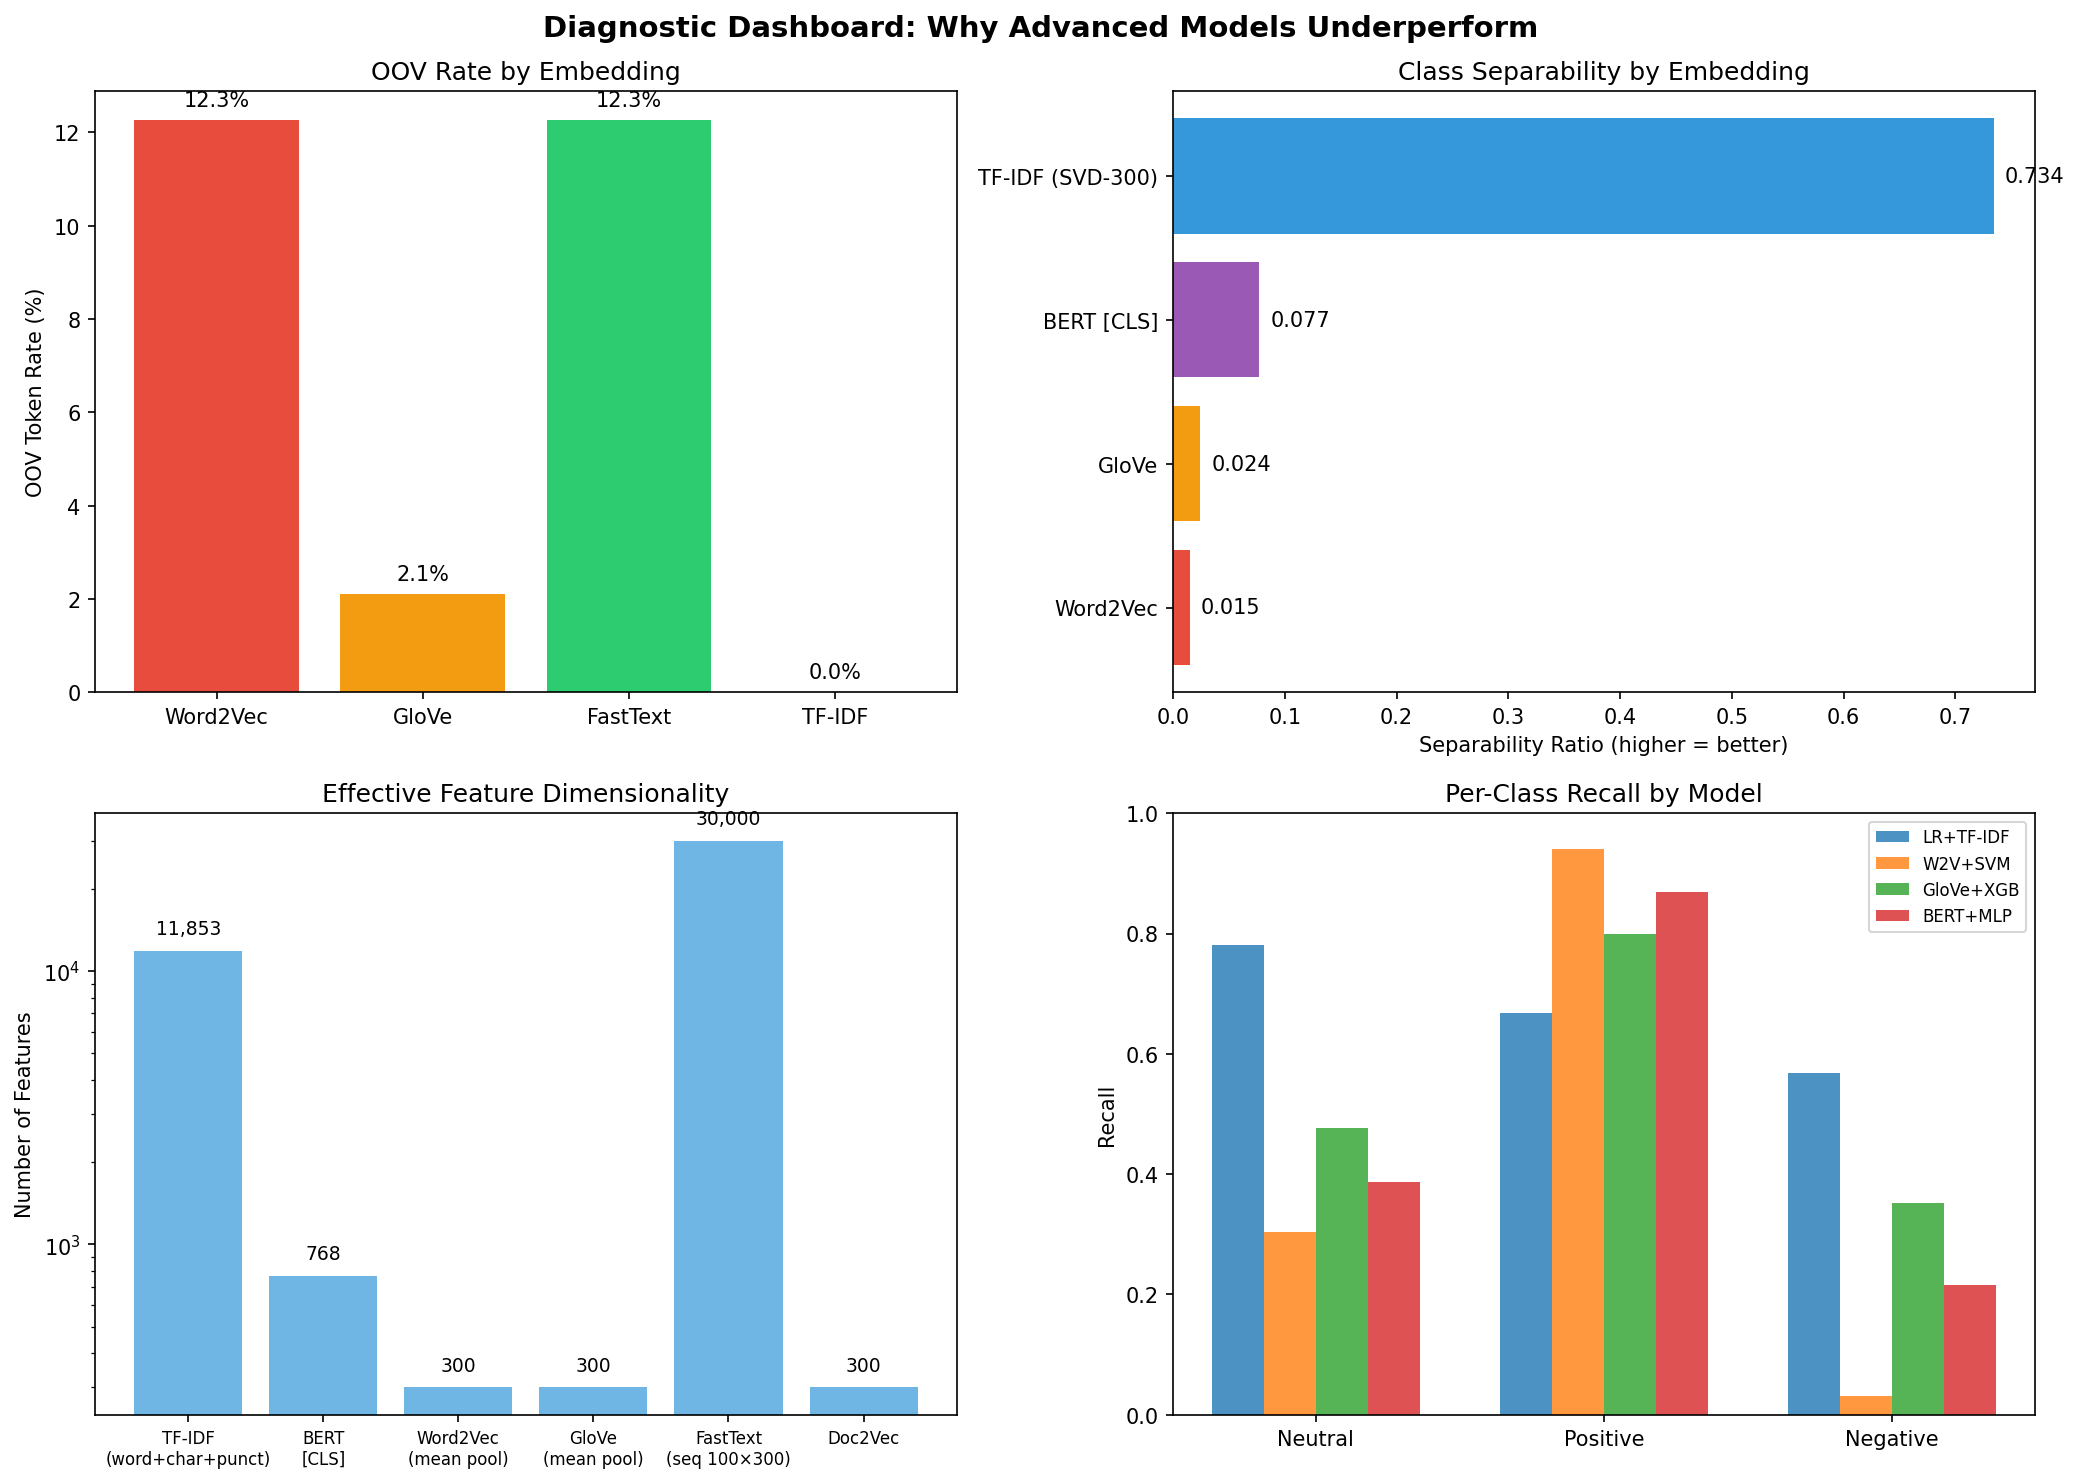 Diagnostic Dashboard: Why Advanced Models Underperform
OOV Rate by Embedding
12.3%
2.1%
12.3%
0.0%
12
10
8
6
4
2
0
OOV Token Rate (%)
Word2Vec
GloVe
FastText
TF-IDF
Class Separability by Embedding
TF-IDF (SVD-300)
0.734
BERT [CLS]
0.077
GloVe
0.024
Word2Vec
0.015
0.0
0.1
0.2
0.3
0.4
0.5
0.6
0.7
Separability Ratio (higher = better)
Effective Feature Dimensionality
11,853
768
300
300
30,000
300
10⁴
10³
Number of Features
TF-IDF
(word+char+punct)
BERT
[CLS]
Word2Vec
(mean pool)
GloVe
(mean pool)
FastText
(seq 100×300)
Doc2Vec
Per-Class Recall by Model
LR+TF-IDF
W2V+SVM
GloVe+XGB
BERT+MLP
1.0
0.8
0.6
0.4
0.2
0.0
Recall
Neutral
Positive
Negative